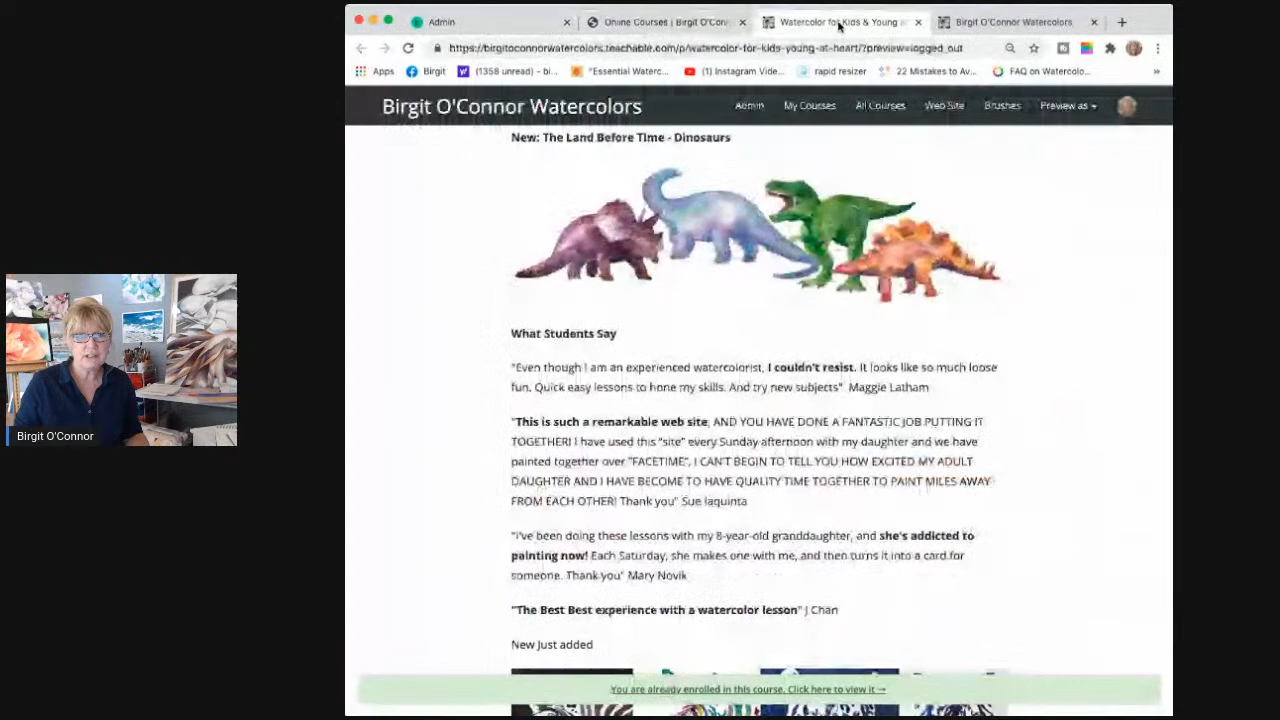 Admin
Online Courses | Birgit O'Con
Watercolor for Kids & Young a
Birgit O'Connor Watercolors
https://birgitoconnorwatercolors.teachable.com/p/watercolor-for-kids-young-at-heart/?preview=logged_out
Apps
Birgit
(1358 unread) - bi...
"Essential Waterc...
(1) Instagram Vide...
rapid resizer
22 Mistakes to Av...
FAQ on Watercolo...
»
Birgit O'Connor Watercolors
Admin
My Courses
All Courses
Web Site
Brushes
Preview as
New: The Land Before Time - Dinosaurs
What Students Say
"Even though I am an experienced watercolorist, I couldn't resist. It looks like so much loose
fun. Quick easy lessons to hone my skills. And try new subjects" Maggie Latham
"This is such a remarkable web site, AND YOU HAVE DONE A FANTASTIC JOB PUTTING IT
TOGETHER! I have used this "site" every Sunday afternoon with my daughter and we have
painted together over "FACETIME", I CAN'T BEGIN TO TELL YOU HOW EXCITED MY ADULT
DAUGHTER AND I HAVE BECOME TO HAVE QUALITY TIME TOGETHER TO PAINT MILES AWAY
FROM EACH OTHER! Thank you" Sue Iaquinta
"I've been doing these lessons with my 8-year-old granddaughter, and she's addicted to
painting now! Each Saturday, she makes one with me, and then turns it into a card for
someone. Thank you" Mary Novik
"The Best Best experience with a watercolor lesson" J Chan
New Just added
You are already enrolled in this course. Click here to view it →
Birgit O'Connor